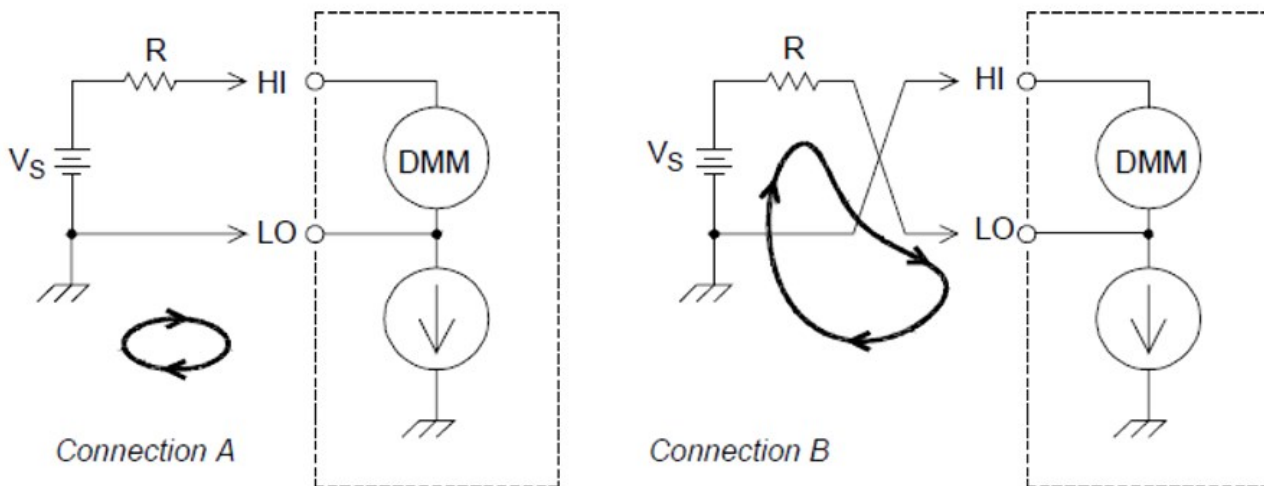 R
HI
V_S
DMM
LO
Connection A
R
HI
V_S
DMM
LO
Connection B